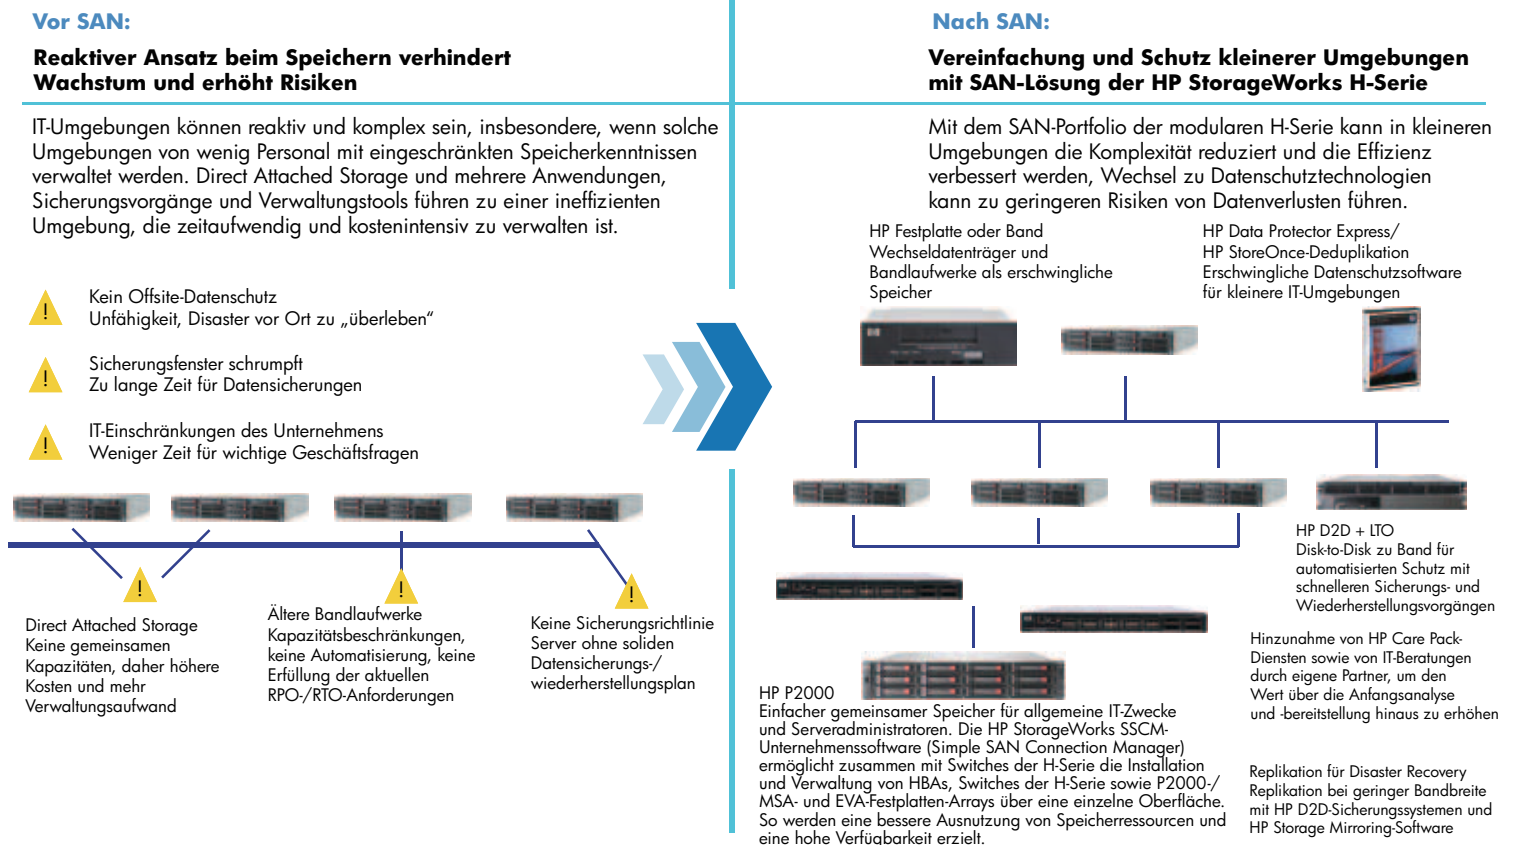 Vor SAN:
Reaktiver Ansatz beim Speichern verhindert
Wachstum und erhöht Risiken
IT-Umgebungen können reaktiv und komplex sein, insbesondere, wenn solche
Umgebungen von wenig Personal mit eingeschränkten Speicherkenntnissen
verwaltet werden. Direct Attached Storage und mehrere Anwendungen,
Sicherungsvorgänge und Verwaltungstools führen zu einer ineffizienten
Umgebung, die zeitaufwendig und kostenintensiv zu verwalten ist.
!
Kein Offsite-Datenschutz
Unfähigkeit, Disaster vor Ort zu „überleben“
!
Sicherungsfenster schrumpft
Zu lange Zeit für Datensicherungen
!
IT-Einschränkungen des Unternehmens
Weniger Zeit für wichtige Geschäftsfragen
!
Direct Attached Storage
Keine gemeinsamen
Kapazitäten, daher höhere
Kosten und mehr
Verwaltungsaufwand
!
Ältere Bandlaufwerke
Kapazitätsbeschränkungen,
keine Automatisierung, keine
Erfüllung der aktuellen
RPO-/RTO-Anforderungen
!
Keine Sicherungsrichtlinie
Server ohne soliden
Datensicherungs-/
wiederherstellungsplan
Nach SAN:
Vereinfachung und Schutz kleinerer Umgebungen
mit SAN-Lösung der HP StorageWorks H-Serie
Mit dem SAN-Portfolio der modularen H-Serie kann in kleineren
Umgebungen die Komplexität reduziert und die Effizienz
verbessert werden, Wechsel zu Datenschutztechnologien
kann zu geringeren Risiken von Datenverlusten führen.
HP Festplatte oder Band
Wechseldatenträger und
Bandlaufwerke als erschwingliche
Speicher
HP Data Protector Express/
HP StoreOnce-Deduplikation
Erschwingliche Datenschutzsoftware
für kleinere IT-Umgebungen
HP D2D + LTO
Disk-to-Disk zu Band für
automatisierten Schutz mit
schnelleren Sicherungs- und
Wiederherstellungsvorgängen
HP P2000
Einfacher gemeinsamer Speicher für allgemeine IT-Zwecke
und Serveradministratoren. Die HP StorageWorks SSCM-
Unternehmenssoftware (Simple SAN Connection Manager)
ermöglicht zusammen mit Switches der H-Serie die Installation
und Verwaltung von HBAs, Switches der H-Serie sowie P2000-/
MSA- und EVA-Festplatten-Arrays über eine einzelne Oberfläche.
So werden eine bessere Ausnutzung von Speicherressourcen und
eine hohe Verfügbarkeit erzielt.
Hinzunahme von HP Care Pack-
Diensten sowie von IT-Beratungen
durch eigene Partner, um den
Wert über die Anfangsanalyse
und -bereitstellung hinaus zu erhöhen
Replikation für Disaster Recovery
Replikation bei geringer Bandbreite
mit HP D2D-Sicherungssystemen und
HP Storage Mirroring-Software